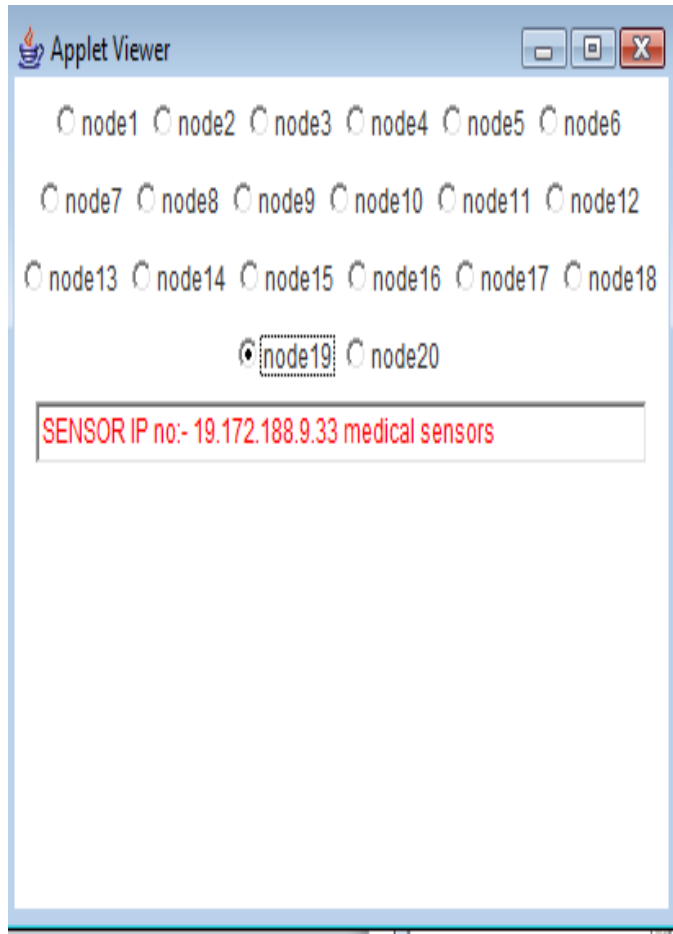 Applet Viewer
node1 node2 node3 node4 node5 node6
node7 node8 node9 node10 node11 node12
node13 node14 node15 node16 node17 node18
node19 node20
SENSOR IP no:- 19.172.188.9.33 medical sensors